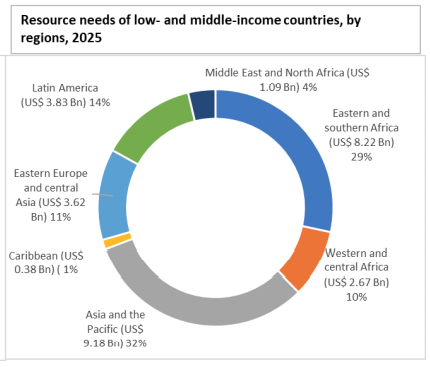 Resource needs of low- and middle-income countries, by
regions, 2025
Middle East and North Africa (US$
1.09 Bn) 4%
Latin America
(US$ 3.83 Bn) 14%
Eastern and
southern Africa
(US$ 8.22 Bn)
29%
Eastern Europe
and central
Asia (US$ 3.62
Bn) 11%
Western and
central Africa
(US$ 2.67 Bn)
10%
Caribbean (US$
0.38 Bn) ( 1%
Asia and the
Pacific (US$
9.18 Bn) 32%